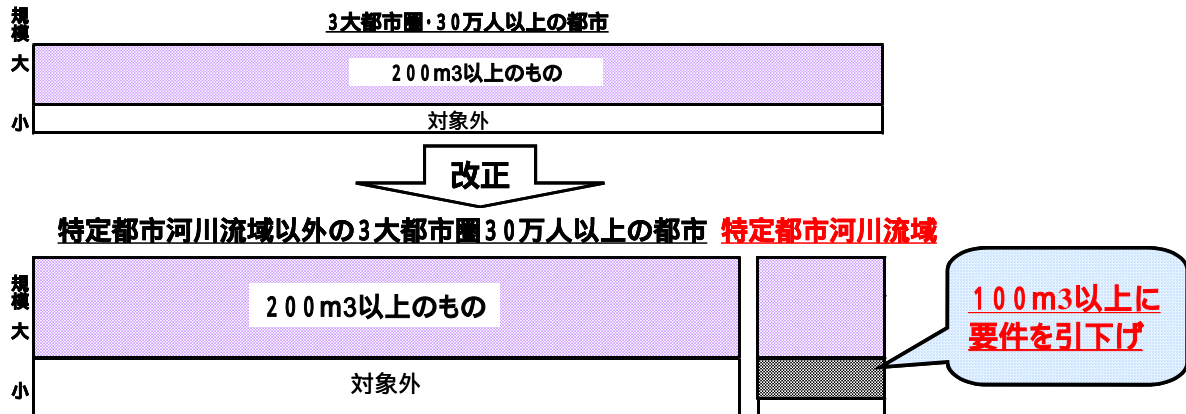 3大都市圏・30万人以上の都市
規模
大
200m3以上のもの
小
対象外
改正
特定都市河川流域以外の3大都市圏30万人以上の都市 特定都市河川流域
規模
大
200m3以上のもの
100m3以上に
要件を引下げ
小
対象外